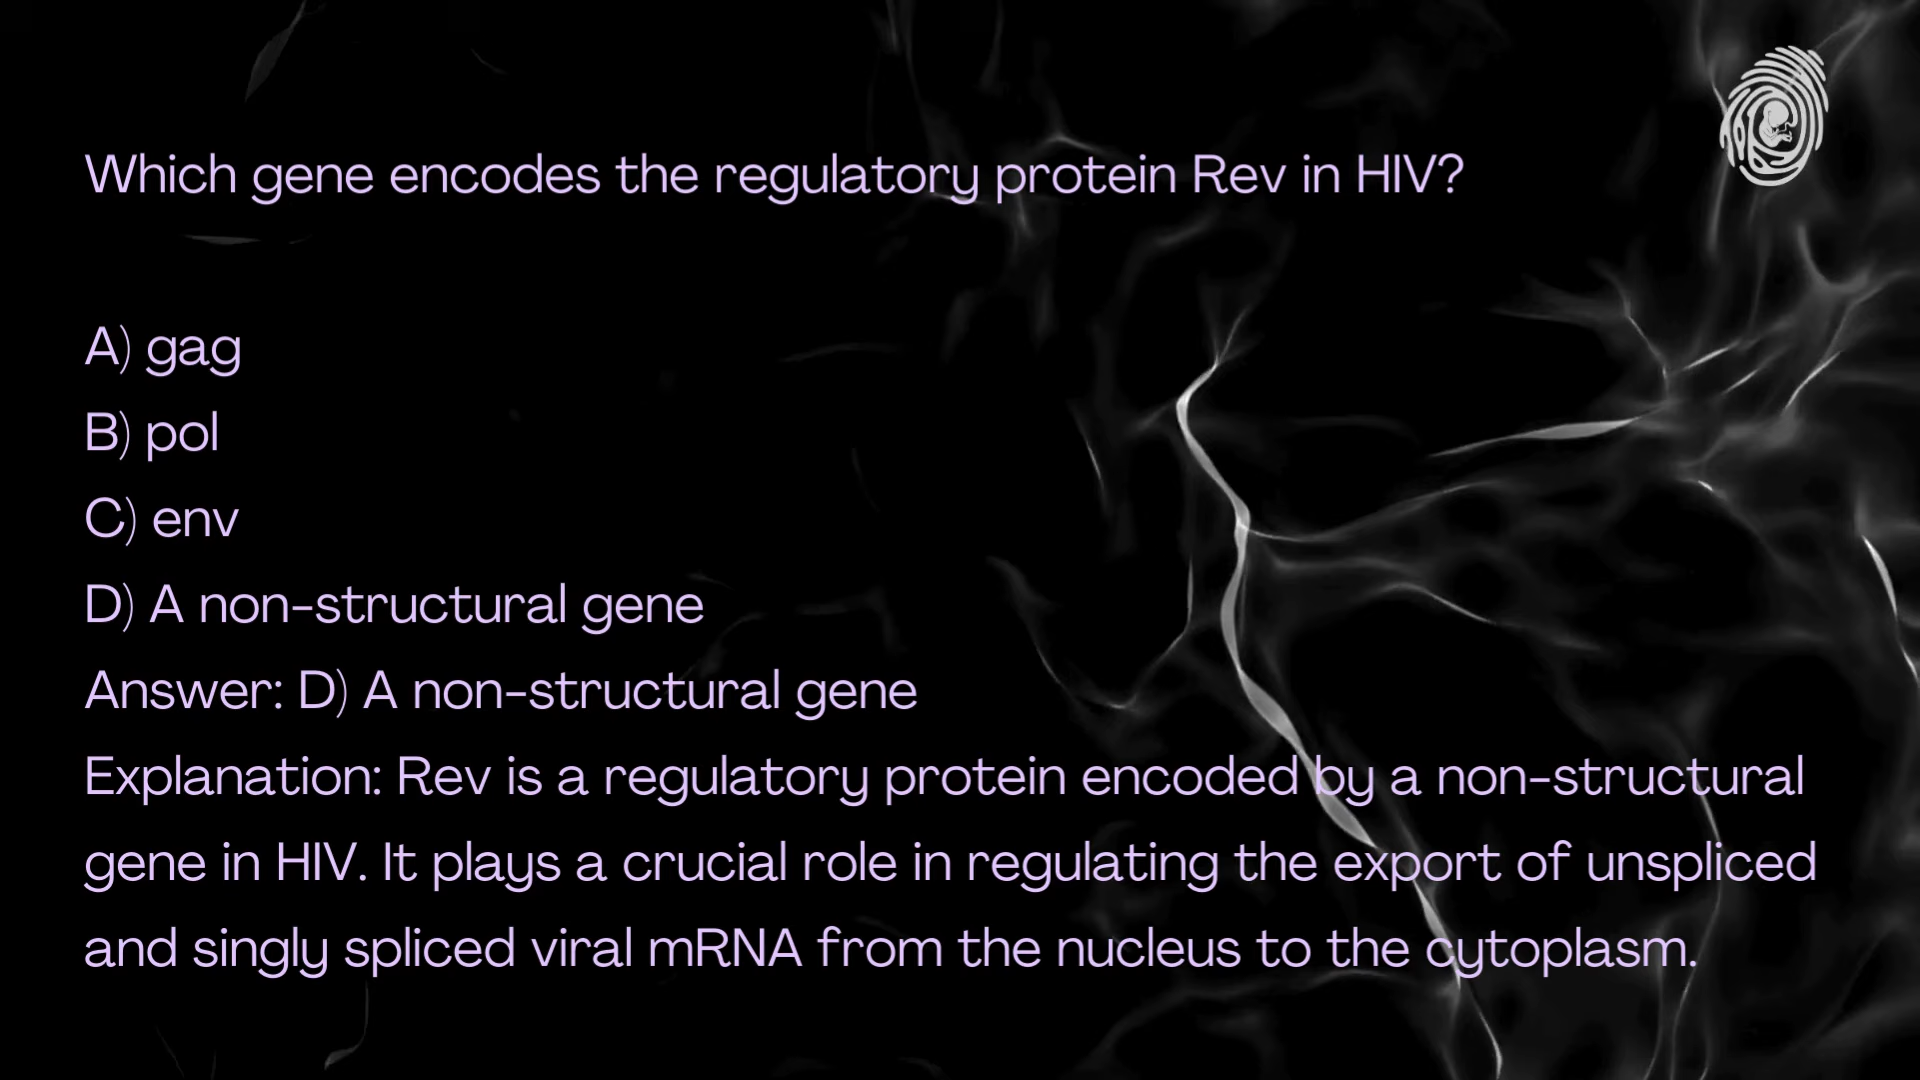 Which gene encodes the regulatory protein Rev in HIV?
A) gag
B) pol
C) env
D) A non-structural gene
Answer: D) A non-structural gene
Explanation: Rev is a regulatory protein encoded by a non-structural
gene in HIV. It plays a crucial role in regulating the export of unspliced
and singly spliced viral mRNA from the nucleus to the cytoplasm.